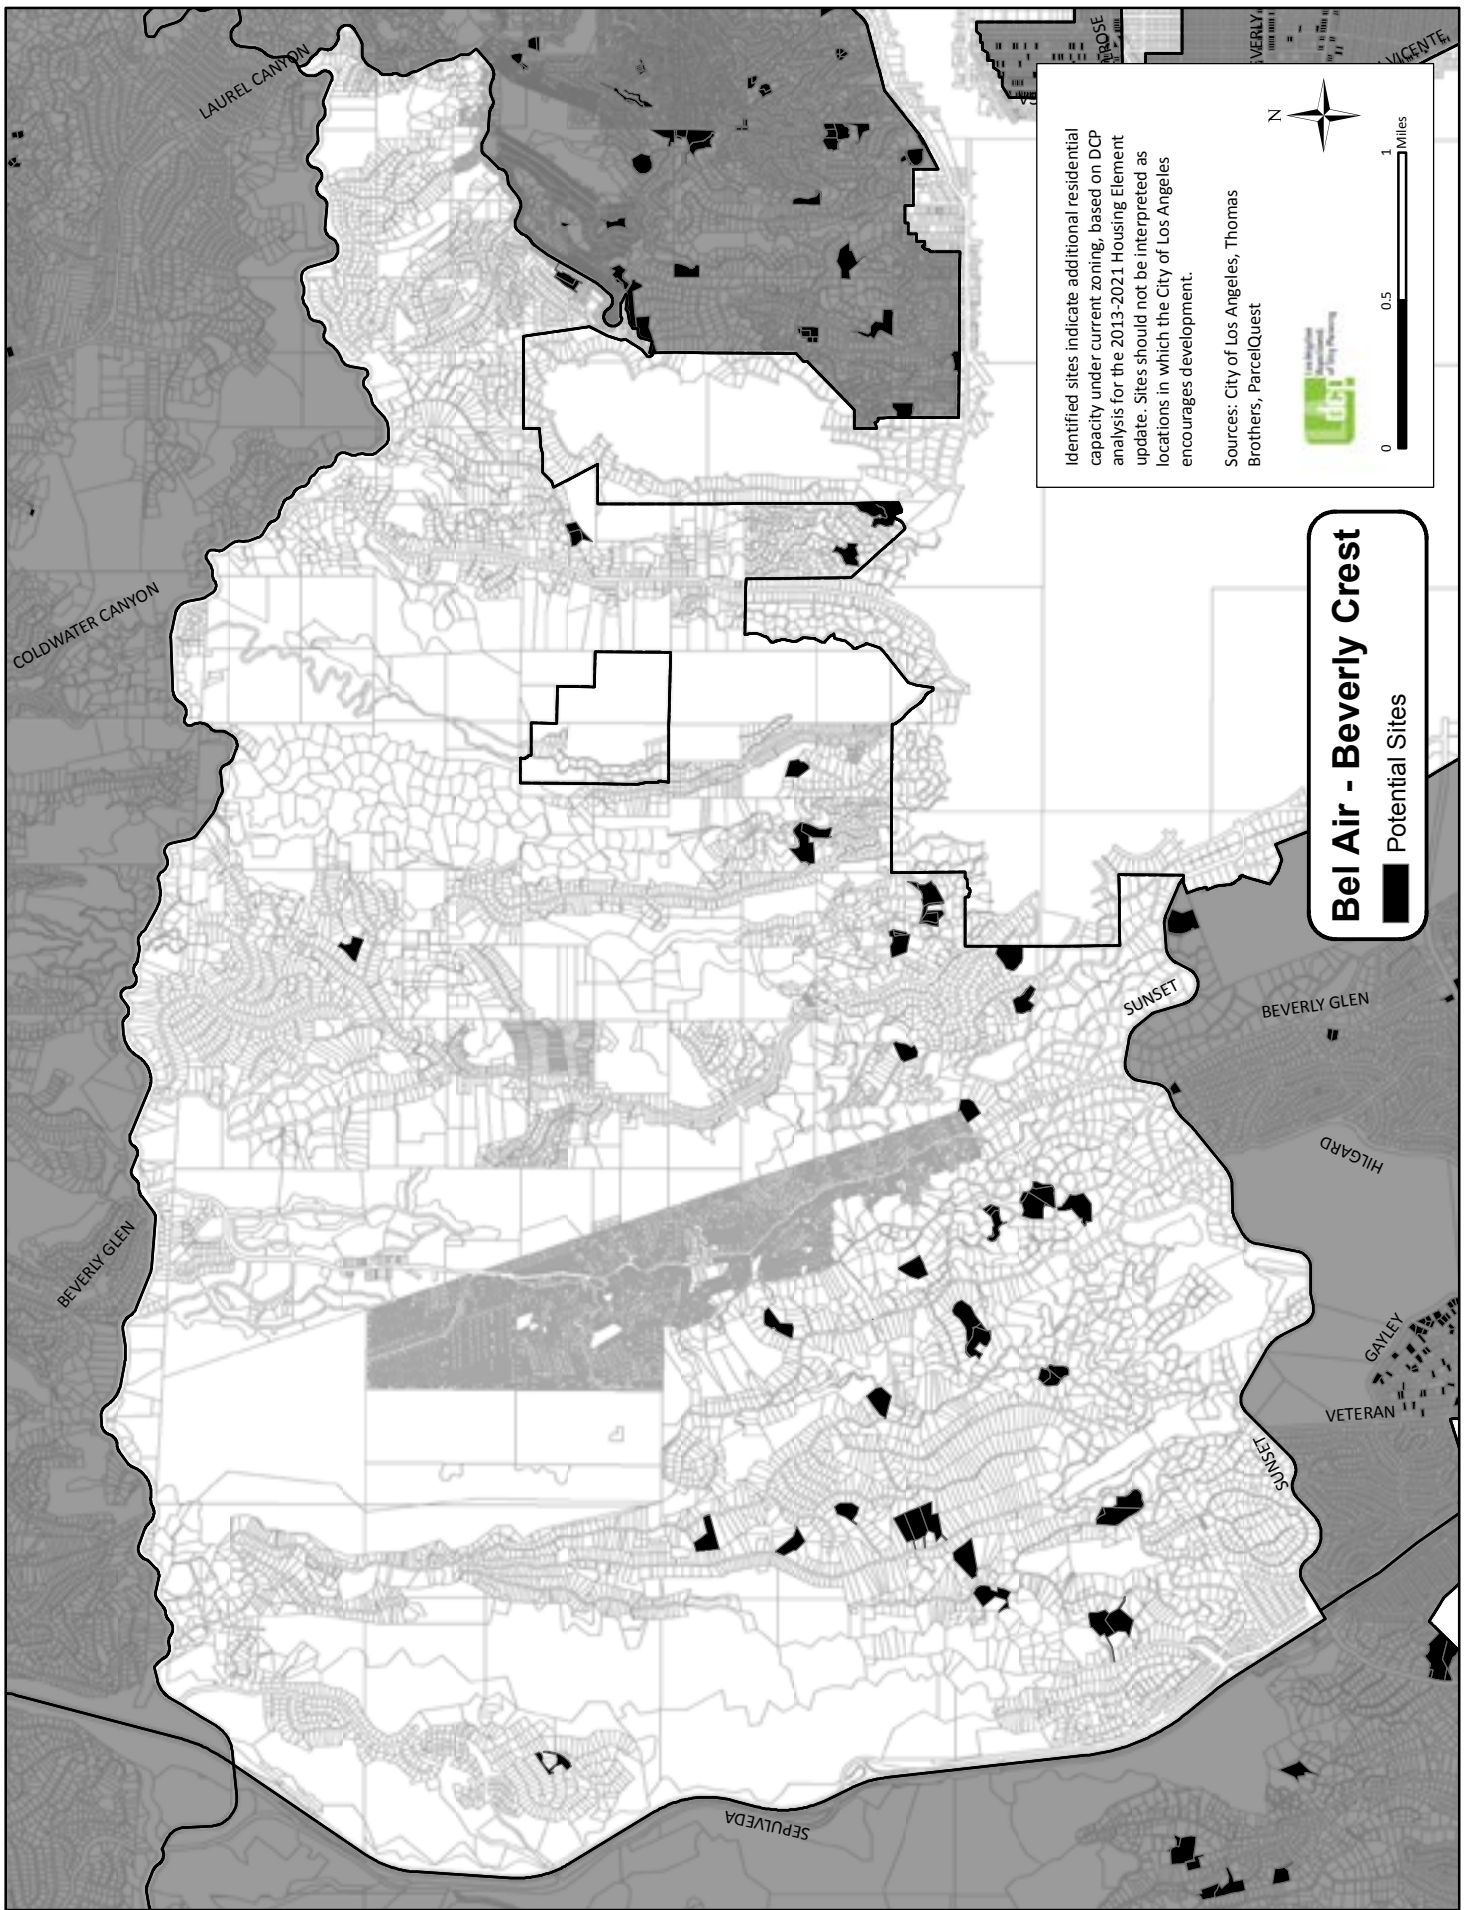 LAUREL CANYON
COLDWATER CANYON
BEVERLY GLEN
SEPULVEDA
SUNSET
BEVERLY GLEN
HILGARD
GAYLEY
VETERAN
SUNSET
VICENTE
Identified sites indicate additional residential
capacity under current zoning, based on DCP
analysis for the 2013-2021 Housing Element
update. Sites should not be interpreted as
locations in which the City of Los Angeles
encourages development.
Sources: City of Los Angeles, Thomas
Brothers, ParcelQuest
N
0 0.5 1
Miles
Bel Air - Beverly Crest
Potential Sites